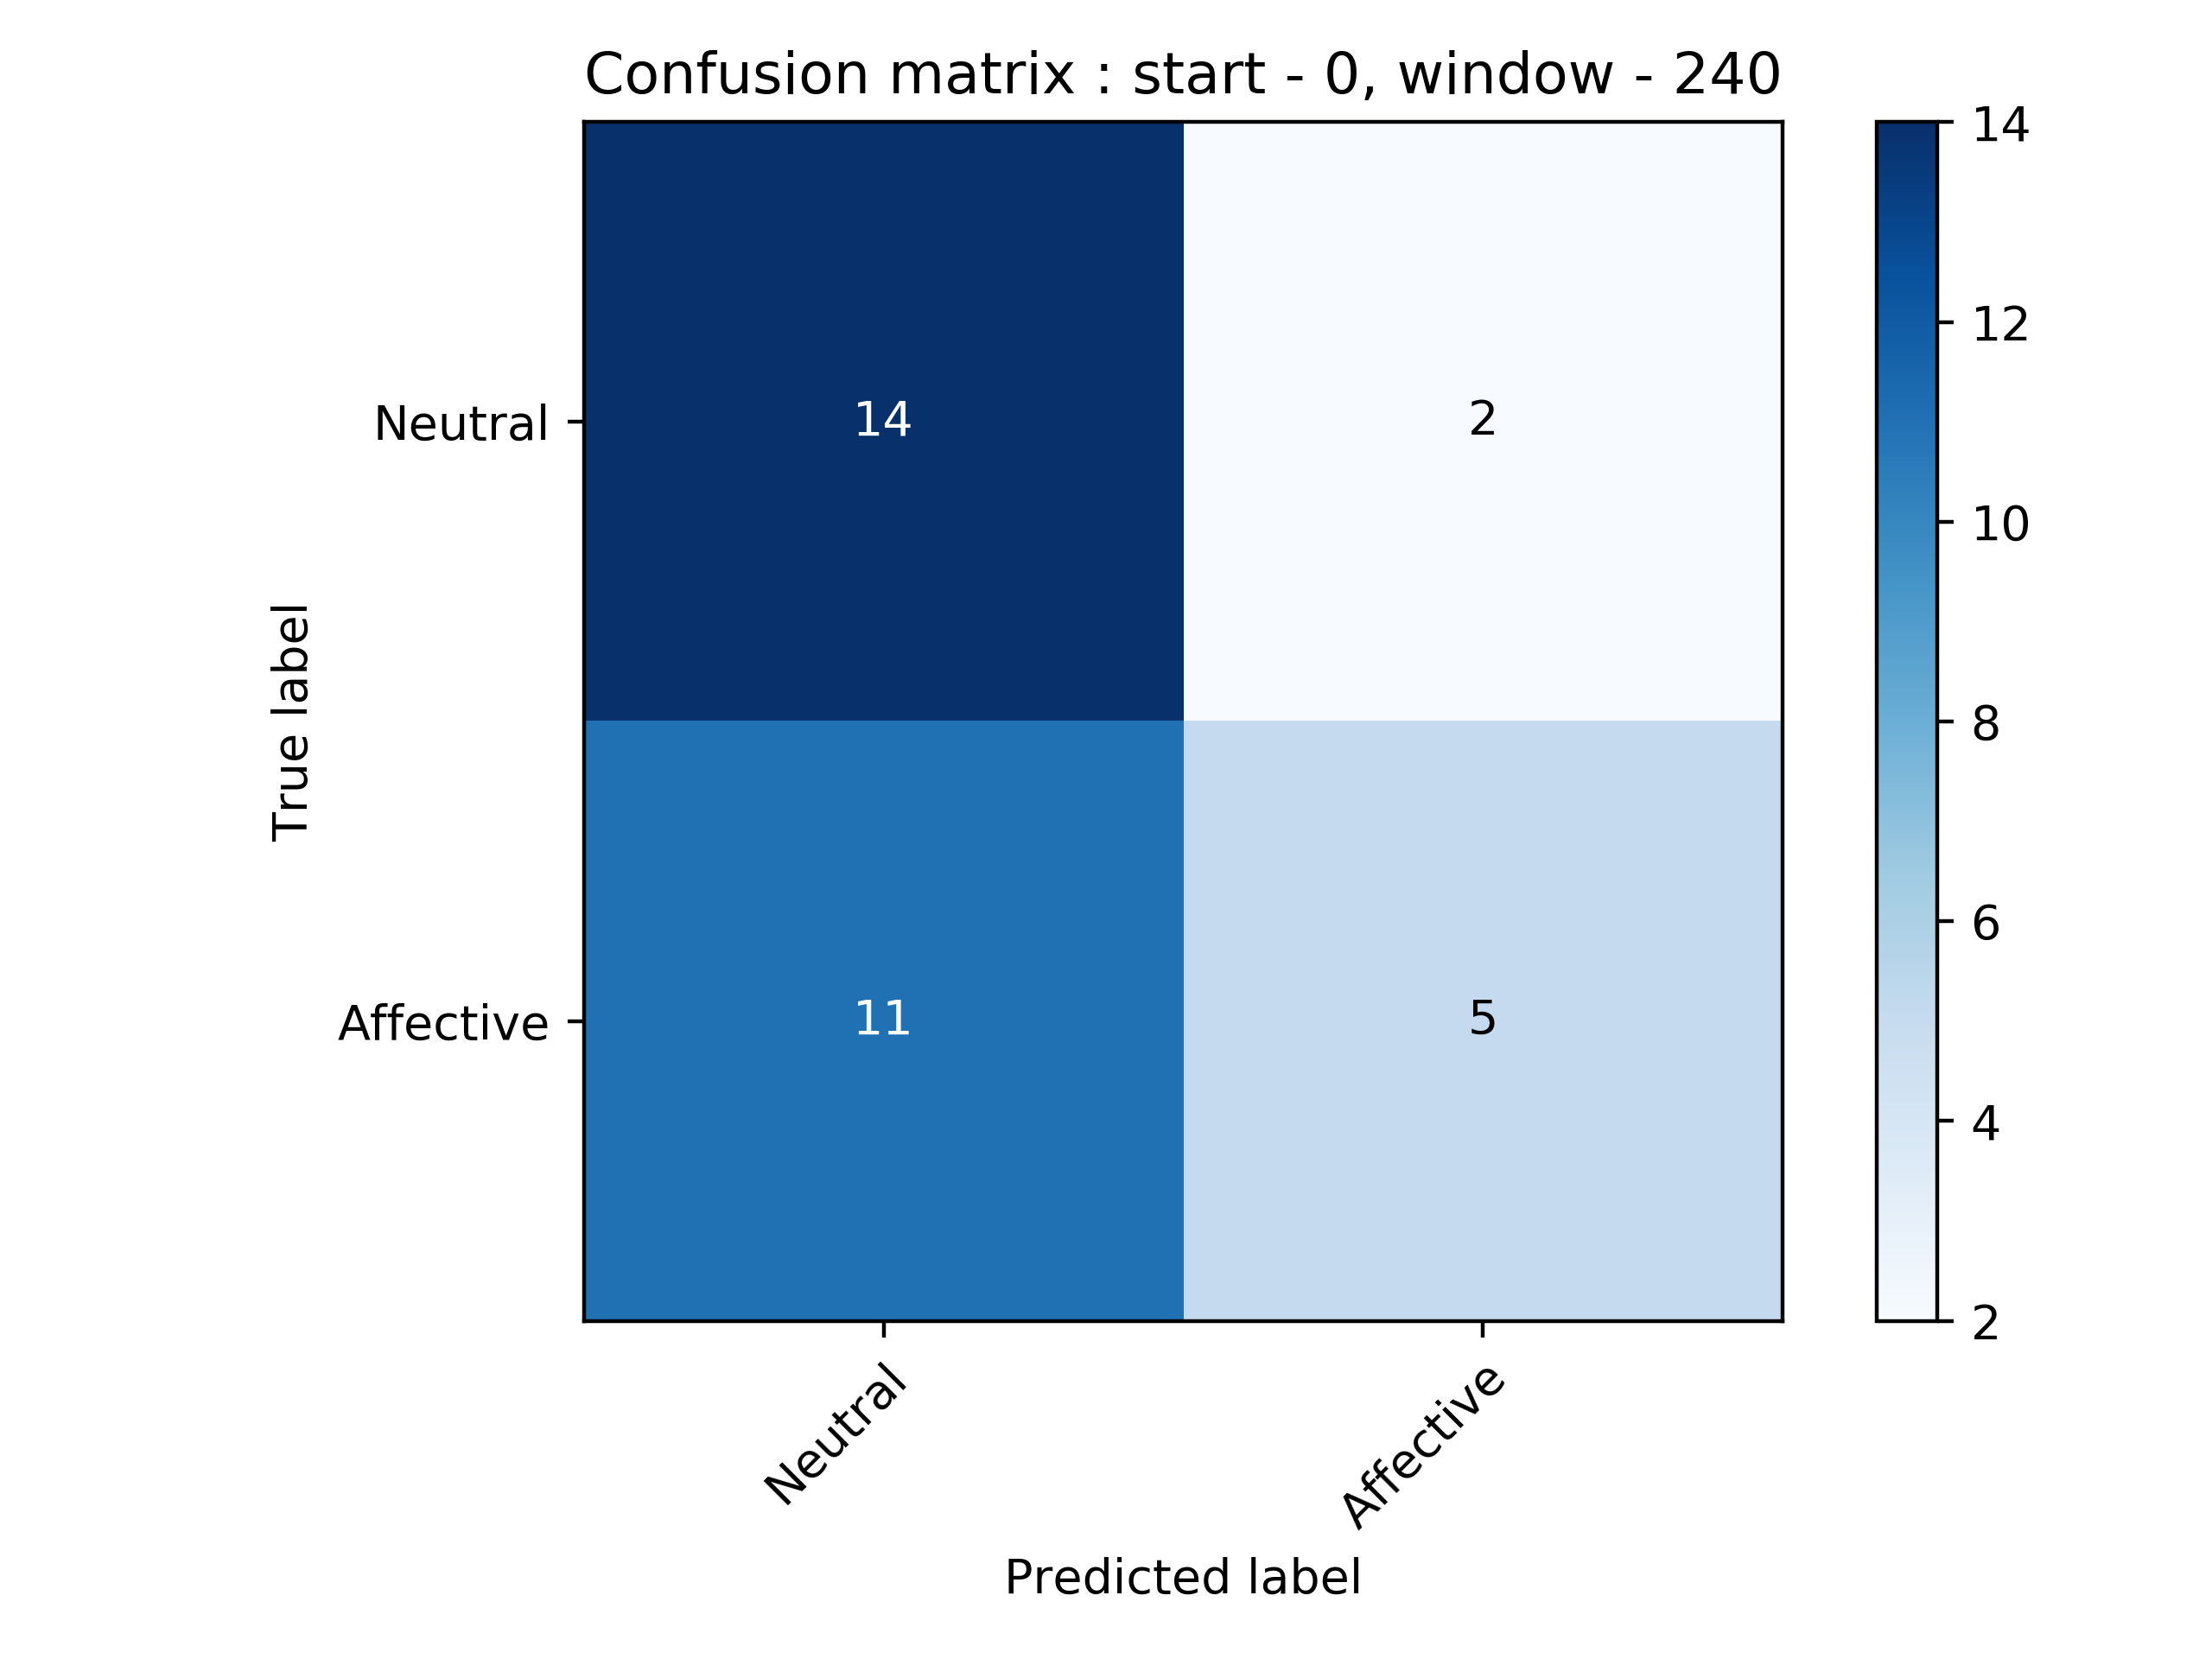 Confusion matrix : start - 0, window - 240
14
12
10
8
6
4
2
True label
Neutral
Affective
14
2
11
5
Neutral
Affective
Predicted label